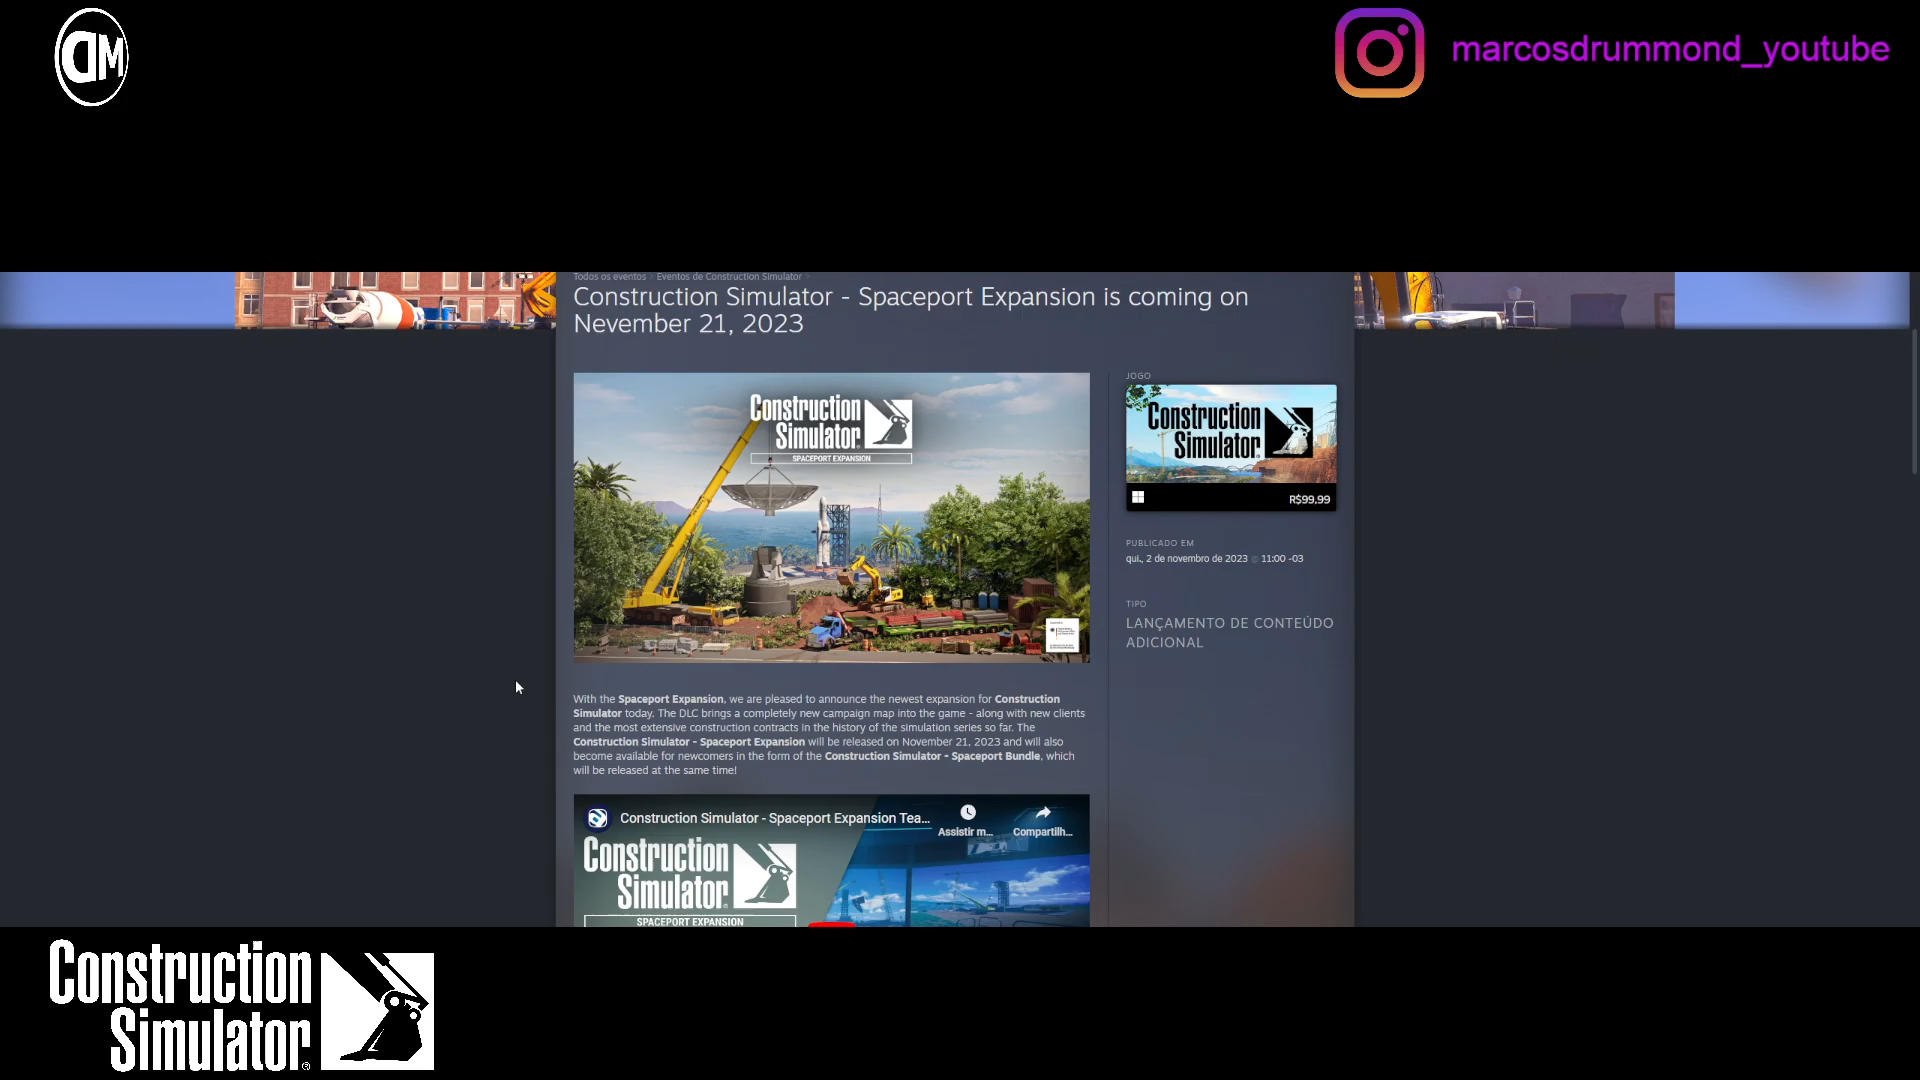 DM
marcosdrummond_youtube
Todos os eventos > Eventos de Construction Simulator >
Construction Simulator - Spaceport Expansion is coming on
Nevember 21, 2023
Construction
Simulator
SPACEPORT EXPANSION
JOGO
Construction
Simulator
R$99,99
PUBLICADO EM
qui., 2 de novembro de 2023 @ 11:00 -03
TIPO
LANÇAMENTO DE CONTEÚDO
ADICIONAL
With the Spaceport Expansion, we are pleased to announce the newest expansion for Construction
Simulator today. The DLC brings a completely new campaign map into the game - along with new clients
and the most extensive construction contracts in the history of the simulation series so far. The
Construction Simulator - Spaceport Expansion will be released on November 21, 2023 and will also
become available for newcomers in the form of the Construction Simulator - Spaceport Bundle, which
will be released at the same time!
Construction Simulator - Spaceport Expansion Tea...
Assistir m...
Compartilh...
Construction
Simulator
SPACEPORT EXPANSION
Construction
Simulator®